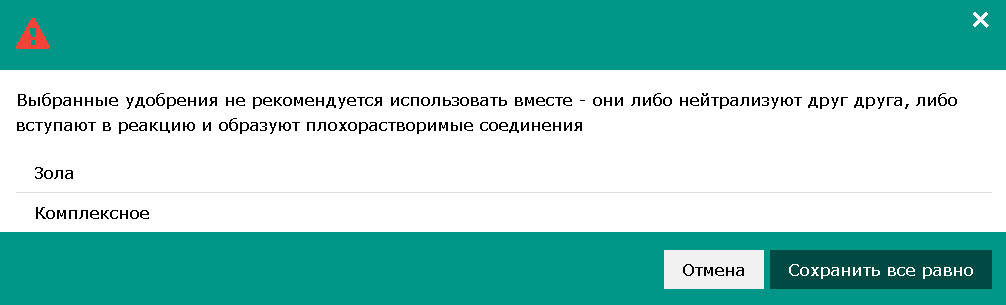 Выбранные удобрения не рекомендуется использовать вместе - они либо нейтрализуют друг друга, либо
вступают в реакцию и образуют плохорастворимые соединения
Зола
Комплексное
Отмена
Сохранить все равно